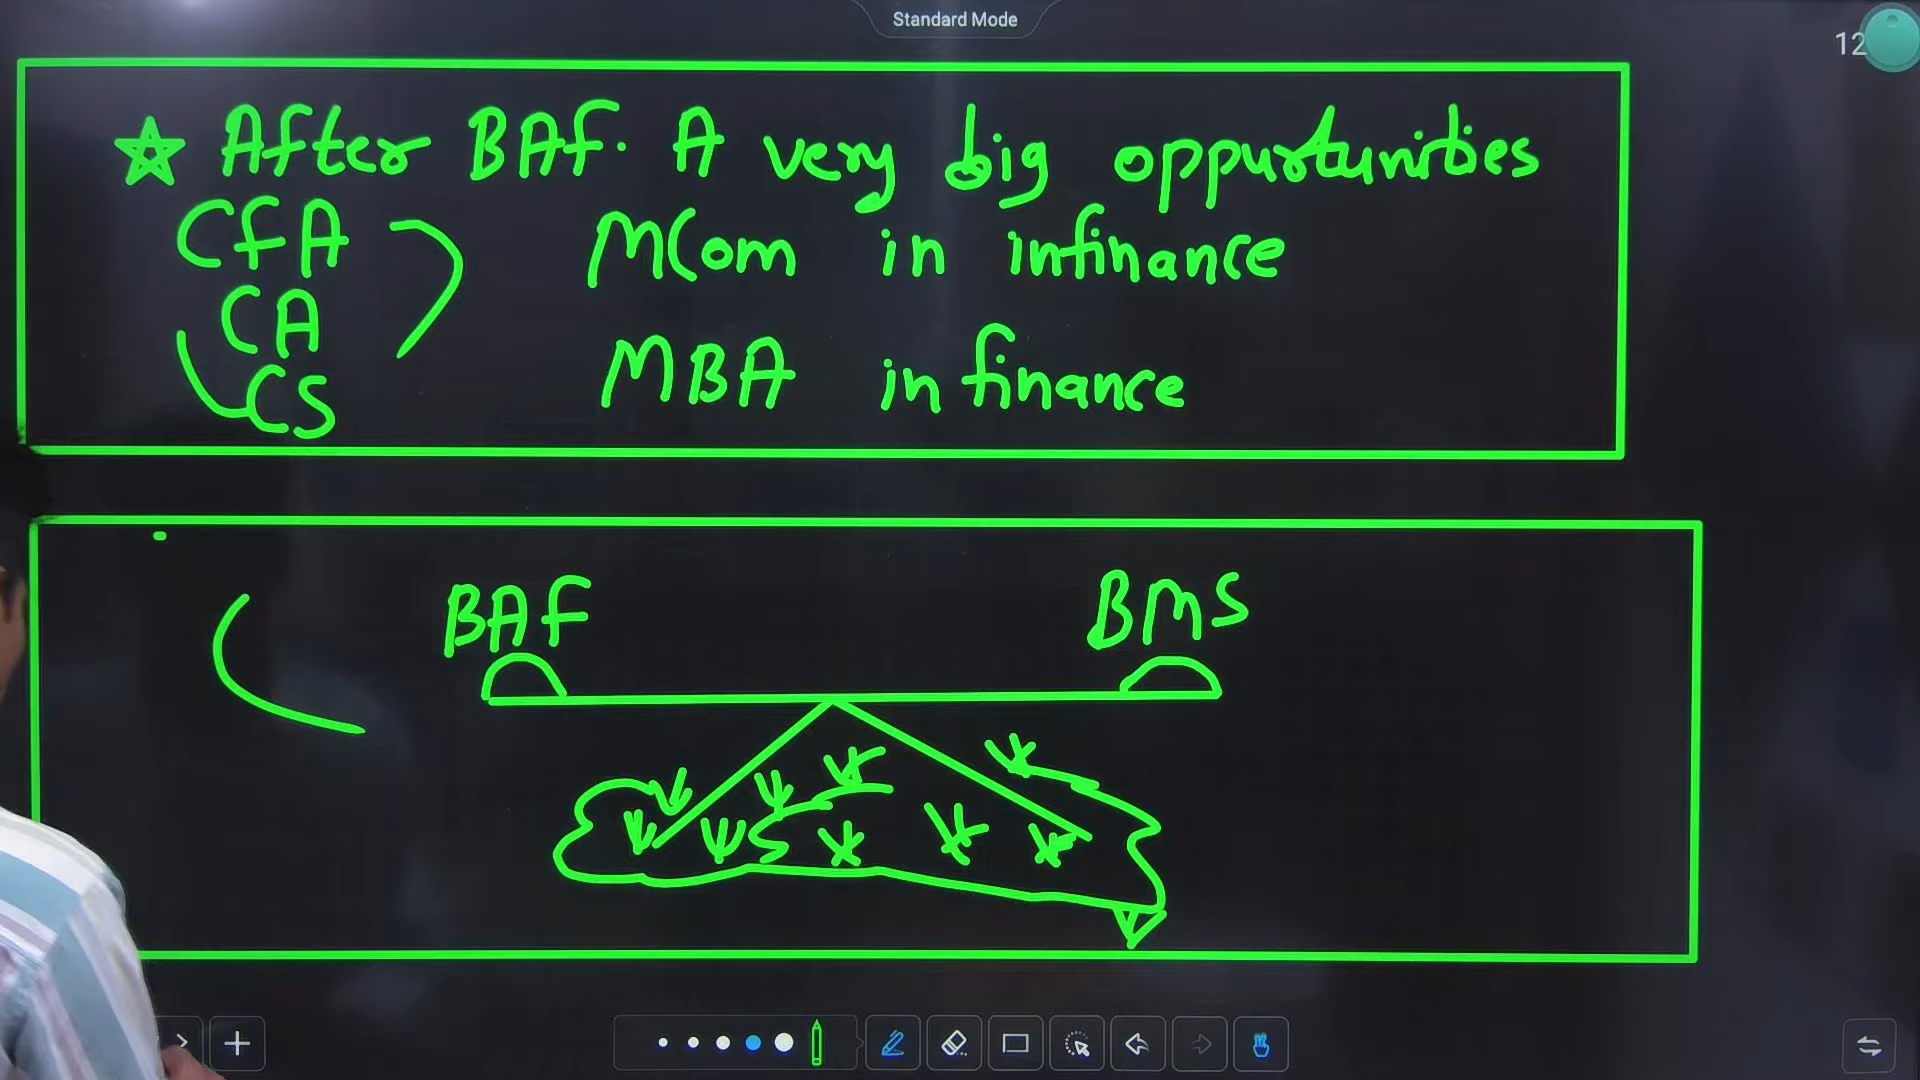 Standard Mode
12
After BAF. A very big oppurtunities
CFA
MCom in infinance
CA
MBA in finance
CS
BAF BMS